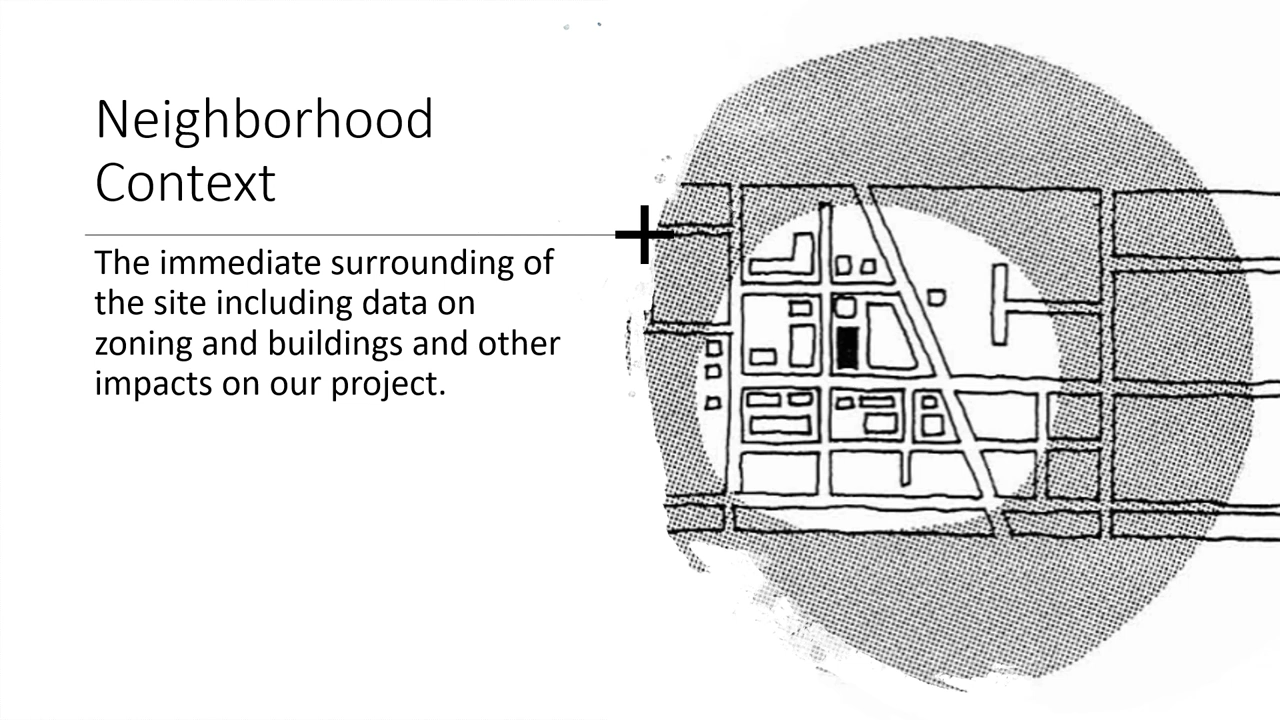 Neighborhood
Context
The immediate surrounding of
the site including data on
zoning and buildings and other
impacts on our project.